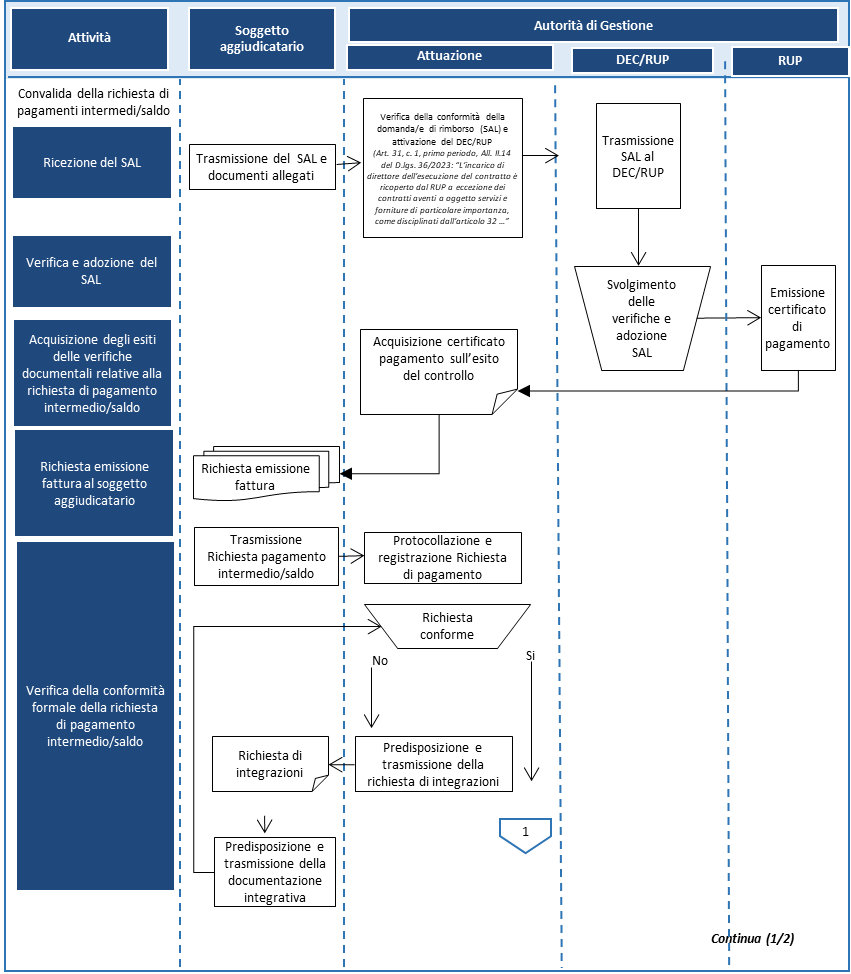 Attività
Soggetto
aggiudicatario
Autorità di Gestione
Attuazione
DEC/RUP
RUP
Convalida della richiesta di
pagamenti intermedi/saldo
Ricezione del SAL
Trasmissione del SAL e
documenti allegati
Verifica della conformità della
domanda/e di rimborso (SAL) e
attivazione del DEC/RUP
(Art. 31, c. 1, primo periodo, All. II.14
del D.lgs. 36/2023: “L’incarico di
direttore dell’esecuzione del contratto è
ricoperto dal RUP a eccezione dei
contratti aventi a oggetto servizi e
forniture di particolare importanza,
come disciplinati dall’articolo 32 …”
Trasmissione
SAL al
DEC/RUP
Verifica e adozione del
SAL
Svolgimento
delle
verifiche e
adozione
SAL
Emissione
certificato
di
pagamento
Acquisizione degli esiti
delle verifiche
documentali relative alla
richiesta di pagamento
intermedio/saldo
Acquisizione certificato
pagamento sull’esito
del controllo
Richiesta emissione
fattura al soggetto
aggiudicatario
Richiesta emissione
fattura
Trasmissione
Richiesta pagamento
intermedio/saldo
Protocollazione e
registrazione Richiesta
di pagamento
Richiesta
conforme
No
Si
Verifica della conformità
formale della richiesta
di pagamento
intermedio/saldo
Richiesta di
integrazioni
Predisposizione e
trasmissione della
richiesta di integrazioni
1
Predisposizione e
trasmissione della
documentazione
integrativa
Continua (1/2)